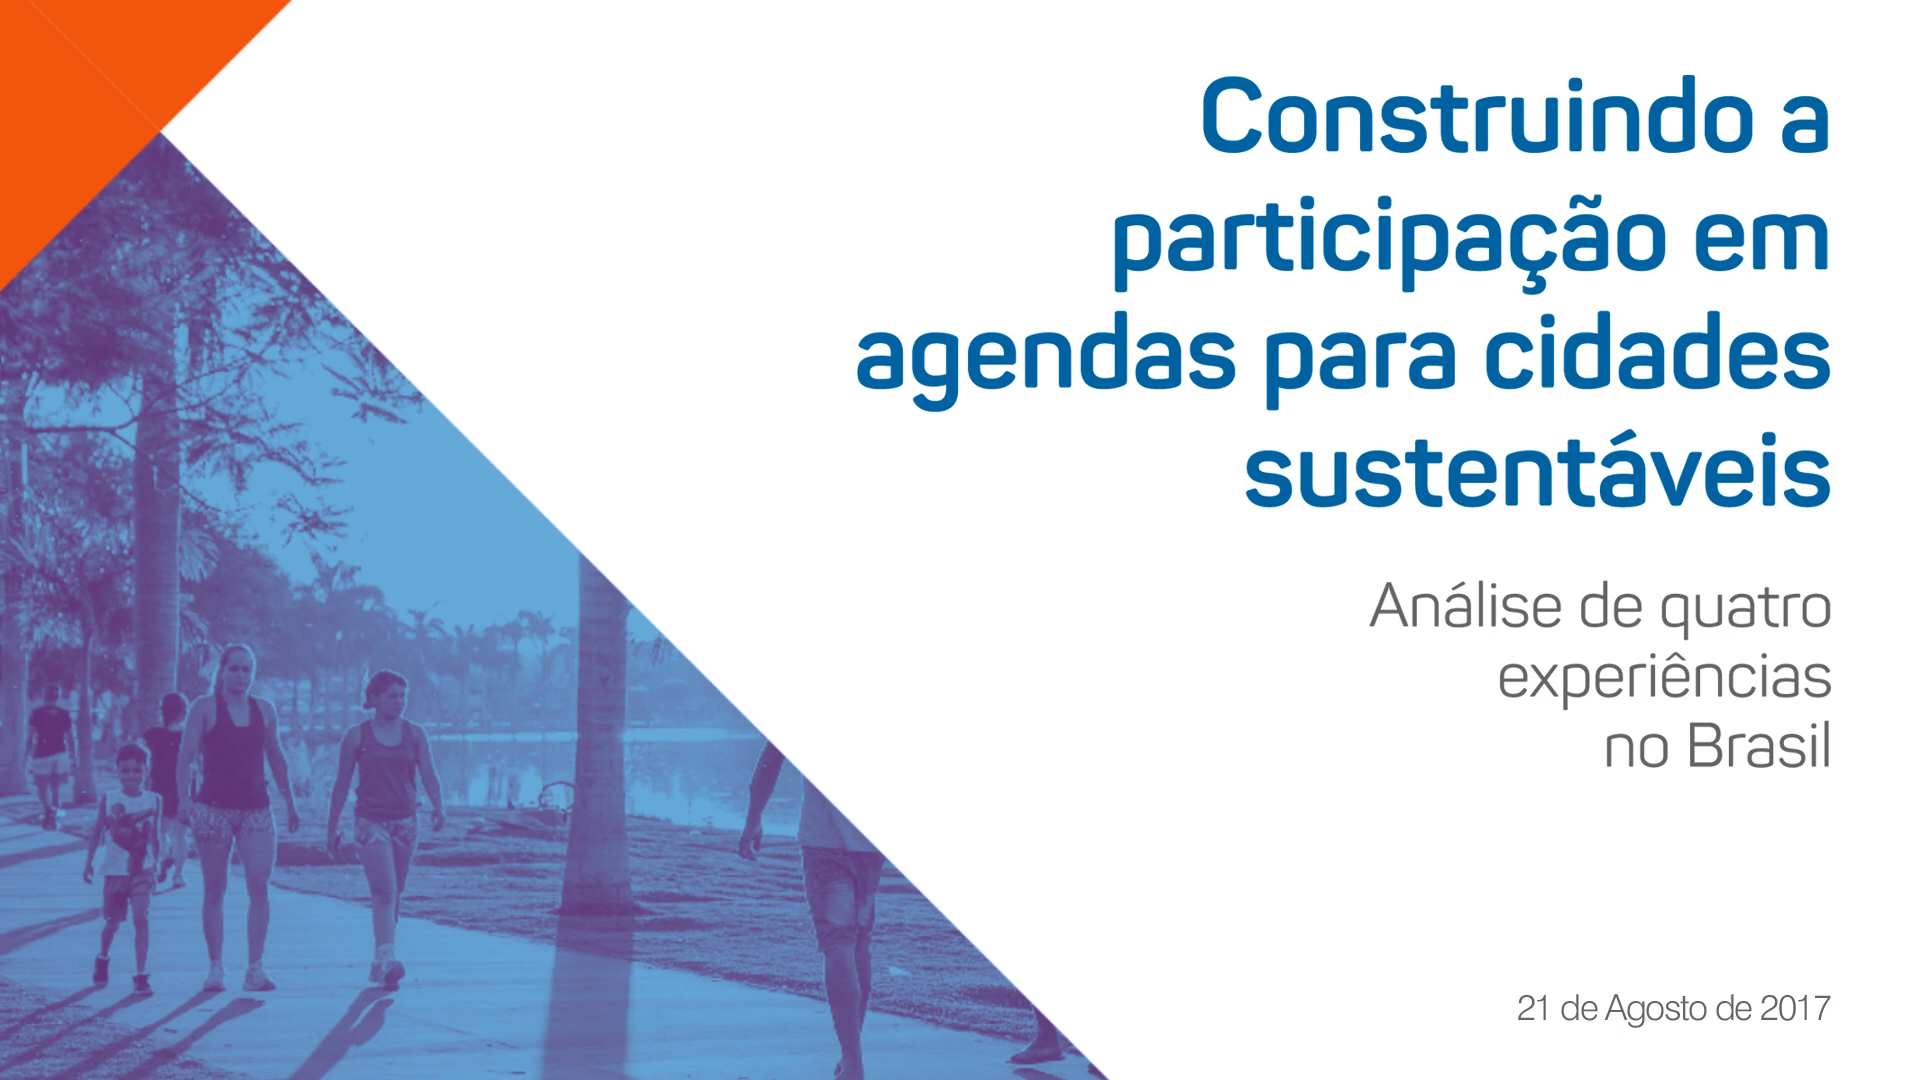 Construindo a
participação em
agendas para cidades
sustentáveis
Análise de quatro
experiências
no Brasil
21 de Agosto de 2017